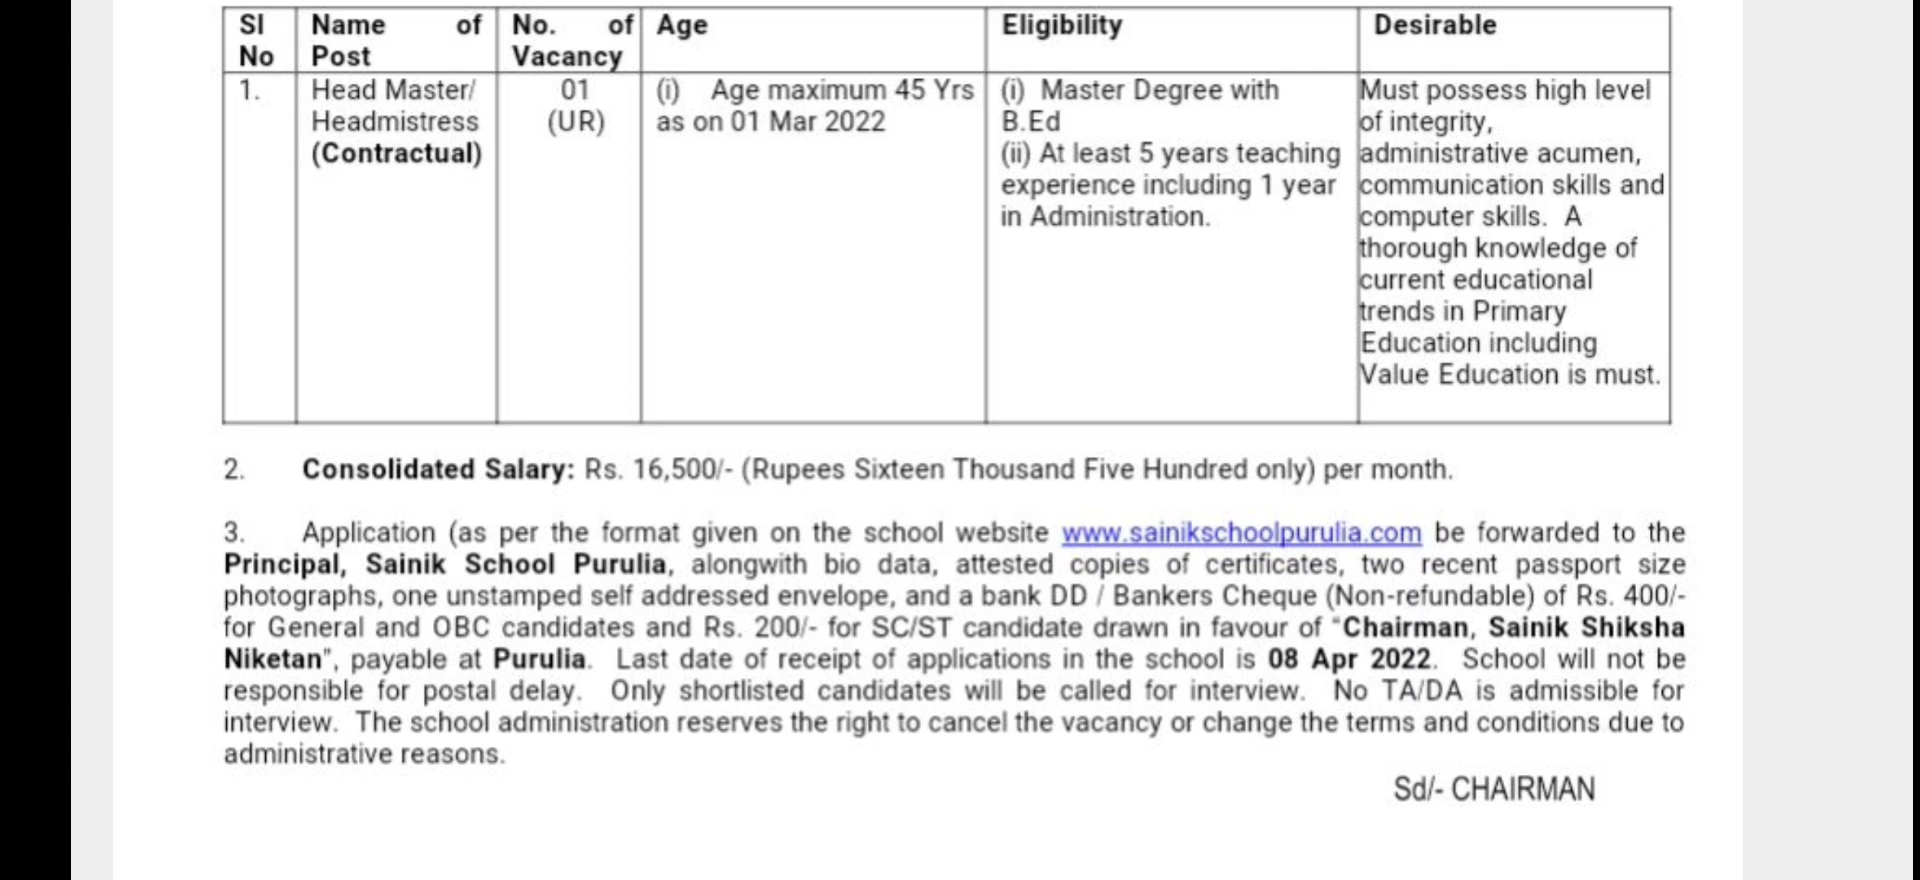 Sl No
Name of Post
No. of Vacancy
Age
Eligibility
Desirable
1.
Head Master/
Headmistress
(Contractual)
01
(UR)
(i) Age maximum 45 Yrs
as on 01 Mar 2022
(i) Master Degree with
B.Ed
(ii) At least 5 years teaching
experience including 1 year
in Administration.
Must possess high level
of integrity,
administrative acumen,
communication skills and
computer skills. A
thorough knowledge of
current educational
trends in Primary
Education including
Value Education is must.
2. Consolidated Salary: Rs. 16,500/- (Rupees Sixteen Thousand Five Hundred only) per month.
3. Application (as per the format given on the school website www.sainikschoolpurulia.com be forwarded to the
Principal, Sainik School Purulia, alongwith bio data, attested copies of certificates, two recent passport size
photographs, one unstamped self addressed envelope, and a bank DD / Bankers Cheque (Non-refundable) of Rs. 400/-
for General and OBC candidates and Rs. 200/- for SC/ST candidate drawn in favour of "Chairman, Sainik Shiksha
Niketan", payable at Purulia. Last date of receipt of applications in the school is 08 Apr 2022. School will not be
responsible for postal delay. Only shortlisted candidates will be called for interview. No TA/DA is admissible for
interview. The school administration reserves the right to cancel the vacancy or change the terms and conditions due to
administrative reasons.
Sd/- CHAIRMAN